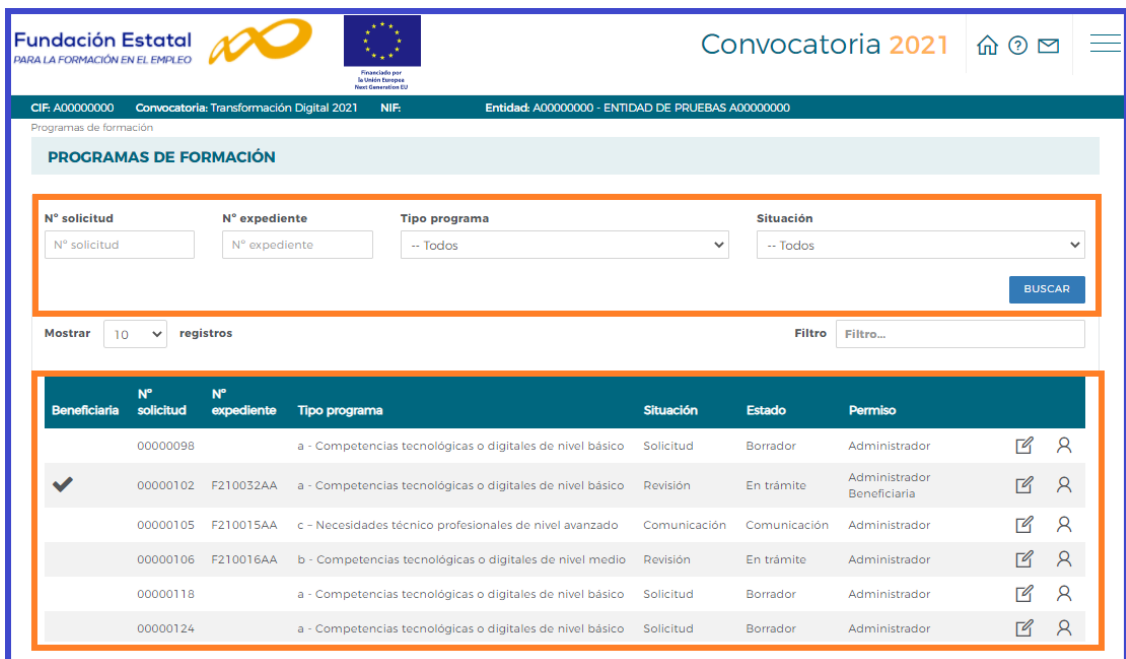 Fundación Estatal
PARA LA FORMACIÓN EN EL EMPLEO
Financiado por
la Unión Europea
Next Generation EU
Convocatoria 2021
CIF: A00000000 Convocatoria: Transformación Digital 2021 NIF: Entidad: A00000000 - ENTIDAD DE PRUEBAS A00000000
Programas de formación
PROGRAMAS DE FORMACIÓN
Nº solicitud Nº expediente Tipo programa Situación
Nº solicitud Nº expediente -- Todos -- Todos
BUSCAR
Mostrar 10 registros Filtro Filtro...
Beneficiaria Nº solicitud Nº expediente Tipo programa Situación Estado Permiso
00000098 a - Competencias tecnológicas o digitales de nivel básico Solicitud Borrador Administrador
00000102 F210032AA a - Competencias tecnológicas o digitales de nivel básico Revisión En trámite Administrador Beneficiaria
00000105 F210015AA c – Necesidades técnico profesionales de nivel avanzado Comunicación Comunicación Administrador
00000106 F210016AA b - Competencias tecnológicas o digitales de nivel medio Revisión En trámite Administrador
00000118 a - Competencias tecnológicas o digitales de nivel básico Solicitud Borrador Administrador
00000124 a - Competencias tecnológicas o digitales de nivel básico Solicitud Borrador Administrador